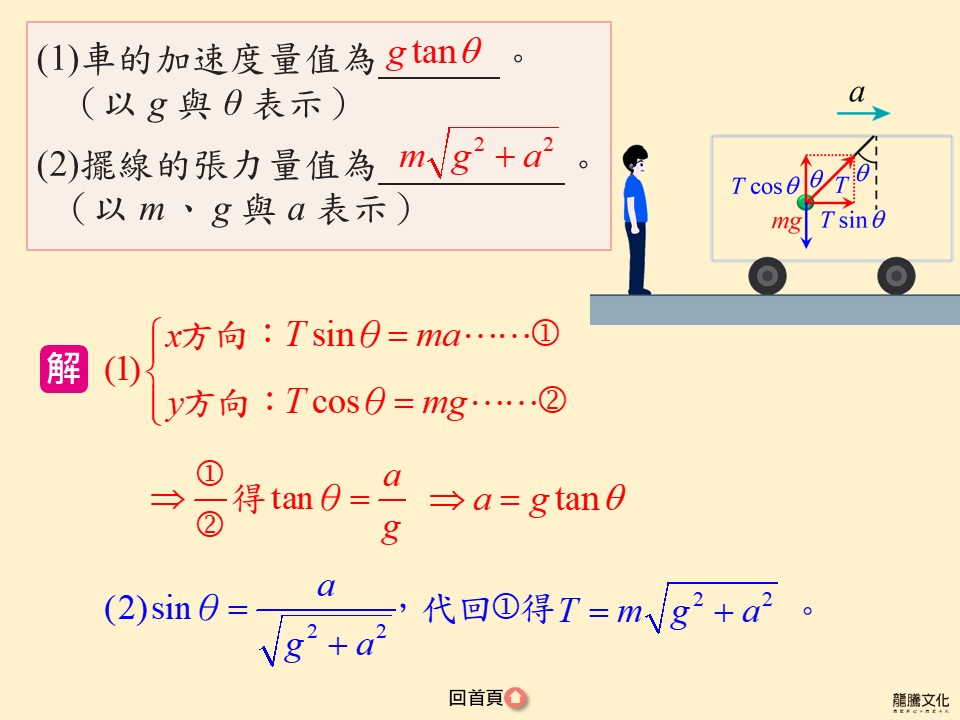 (1)車的加速度量值為 g tanθ 。
（以 g 與 θ 表示）
(2)擺線的張力量值為 m√(g² + a²) 。
（以 m 、 g 與 a 表示）
a
T cosθ θ T θ
mg T sinθ
解 (1) { x方向：T sinθ = ma⋯⋯①
y方向：T cosθ = mg⋯⋯②
⇒ ①/② 得 tanθ = a/g ⇒ a = g tanθ
(2) sinθ = a/√(g² + a²)，代回①得 T = m√(g² + a²) 。
回首頁
龍騰文化